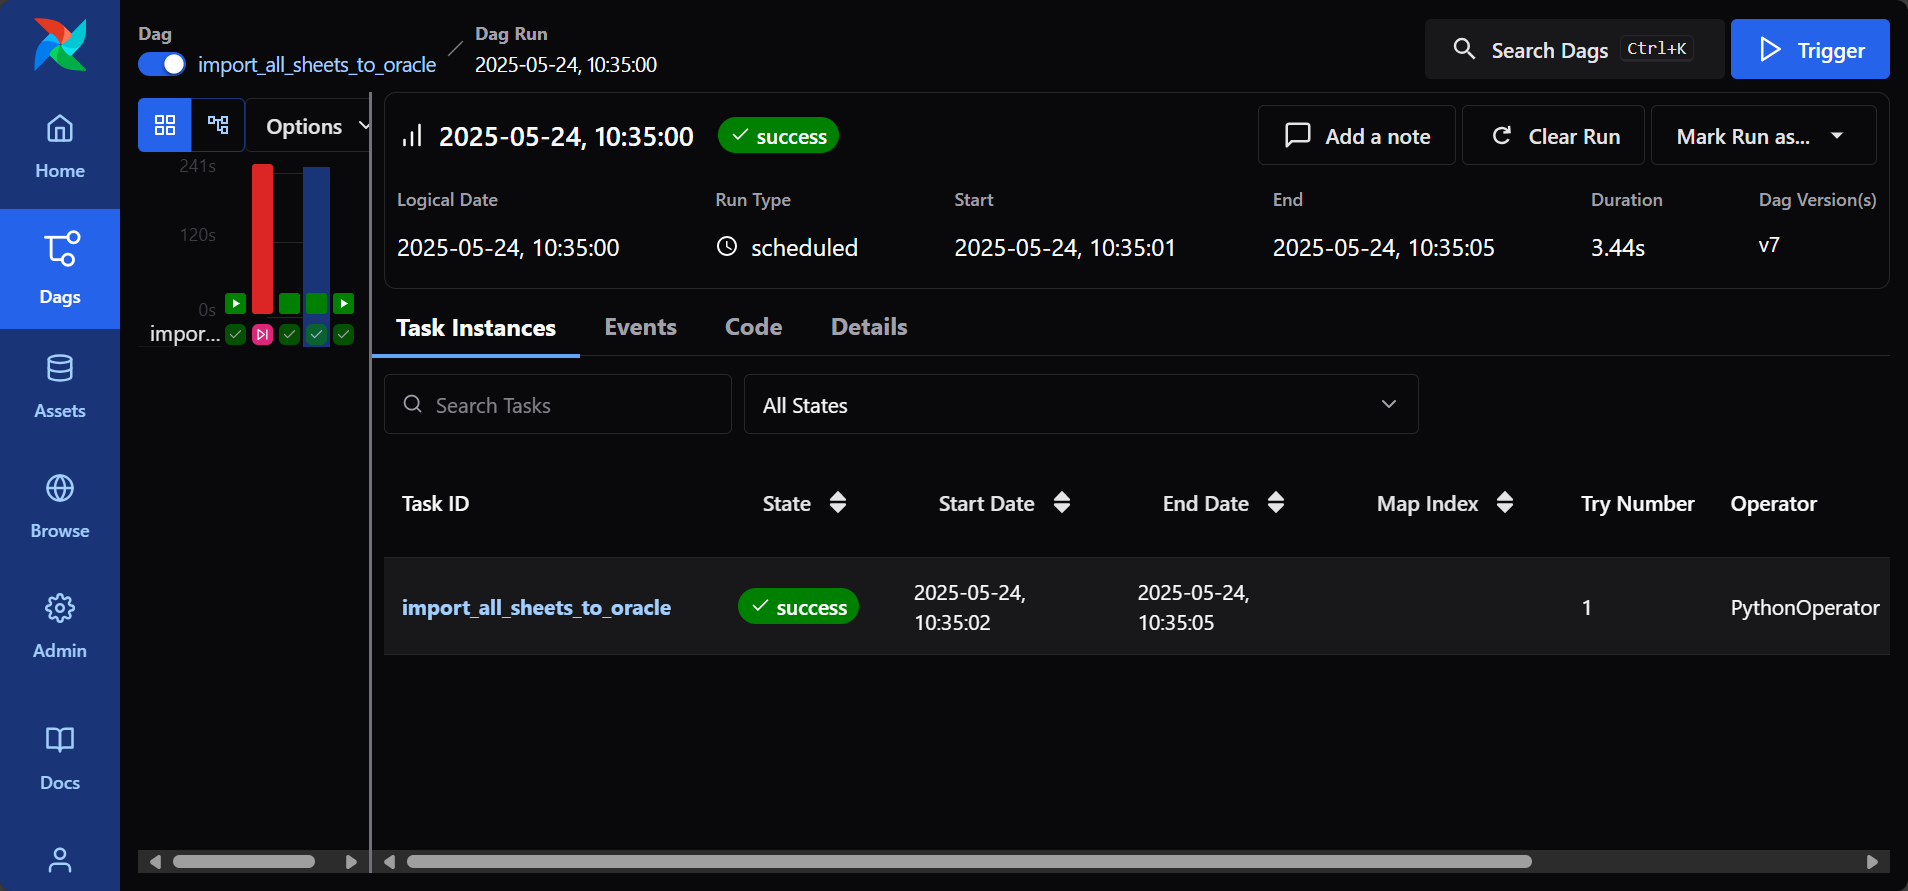 Dag
import_all_sheets_to_oracle
Dag Run
2025-05-24, 10:35:00
Search Dags Ctrl+K
Trigger
Home
Dags
Assets
Browse
Admin
Docs
Options
241s
120s
0s
impor...
2025-05-24, 10:35:00 success
Add a note
Clear Run
Mark Run as...
Logical Date Run Type Start End Duration Dag Version(s)
2025-05-24, 10:35:00 scheduled 2025-05-24, 10:35:01 2025-05-24, 10:35:05 3.44s v7
Task Instances Events Code Details
Search Tasks All States
Task ID State Start Date End Date Map Index Try Number Operator
import_all_sheets_to_oracle success 2025-05-24, 10:35:02 2025-05-24, 10:35:05 1 PythonOperator